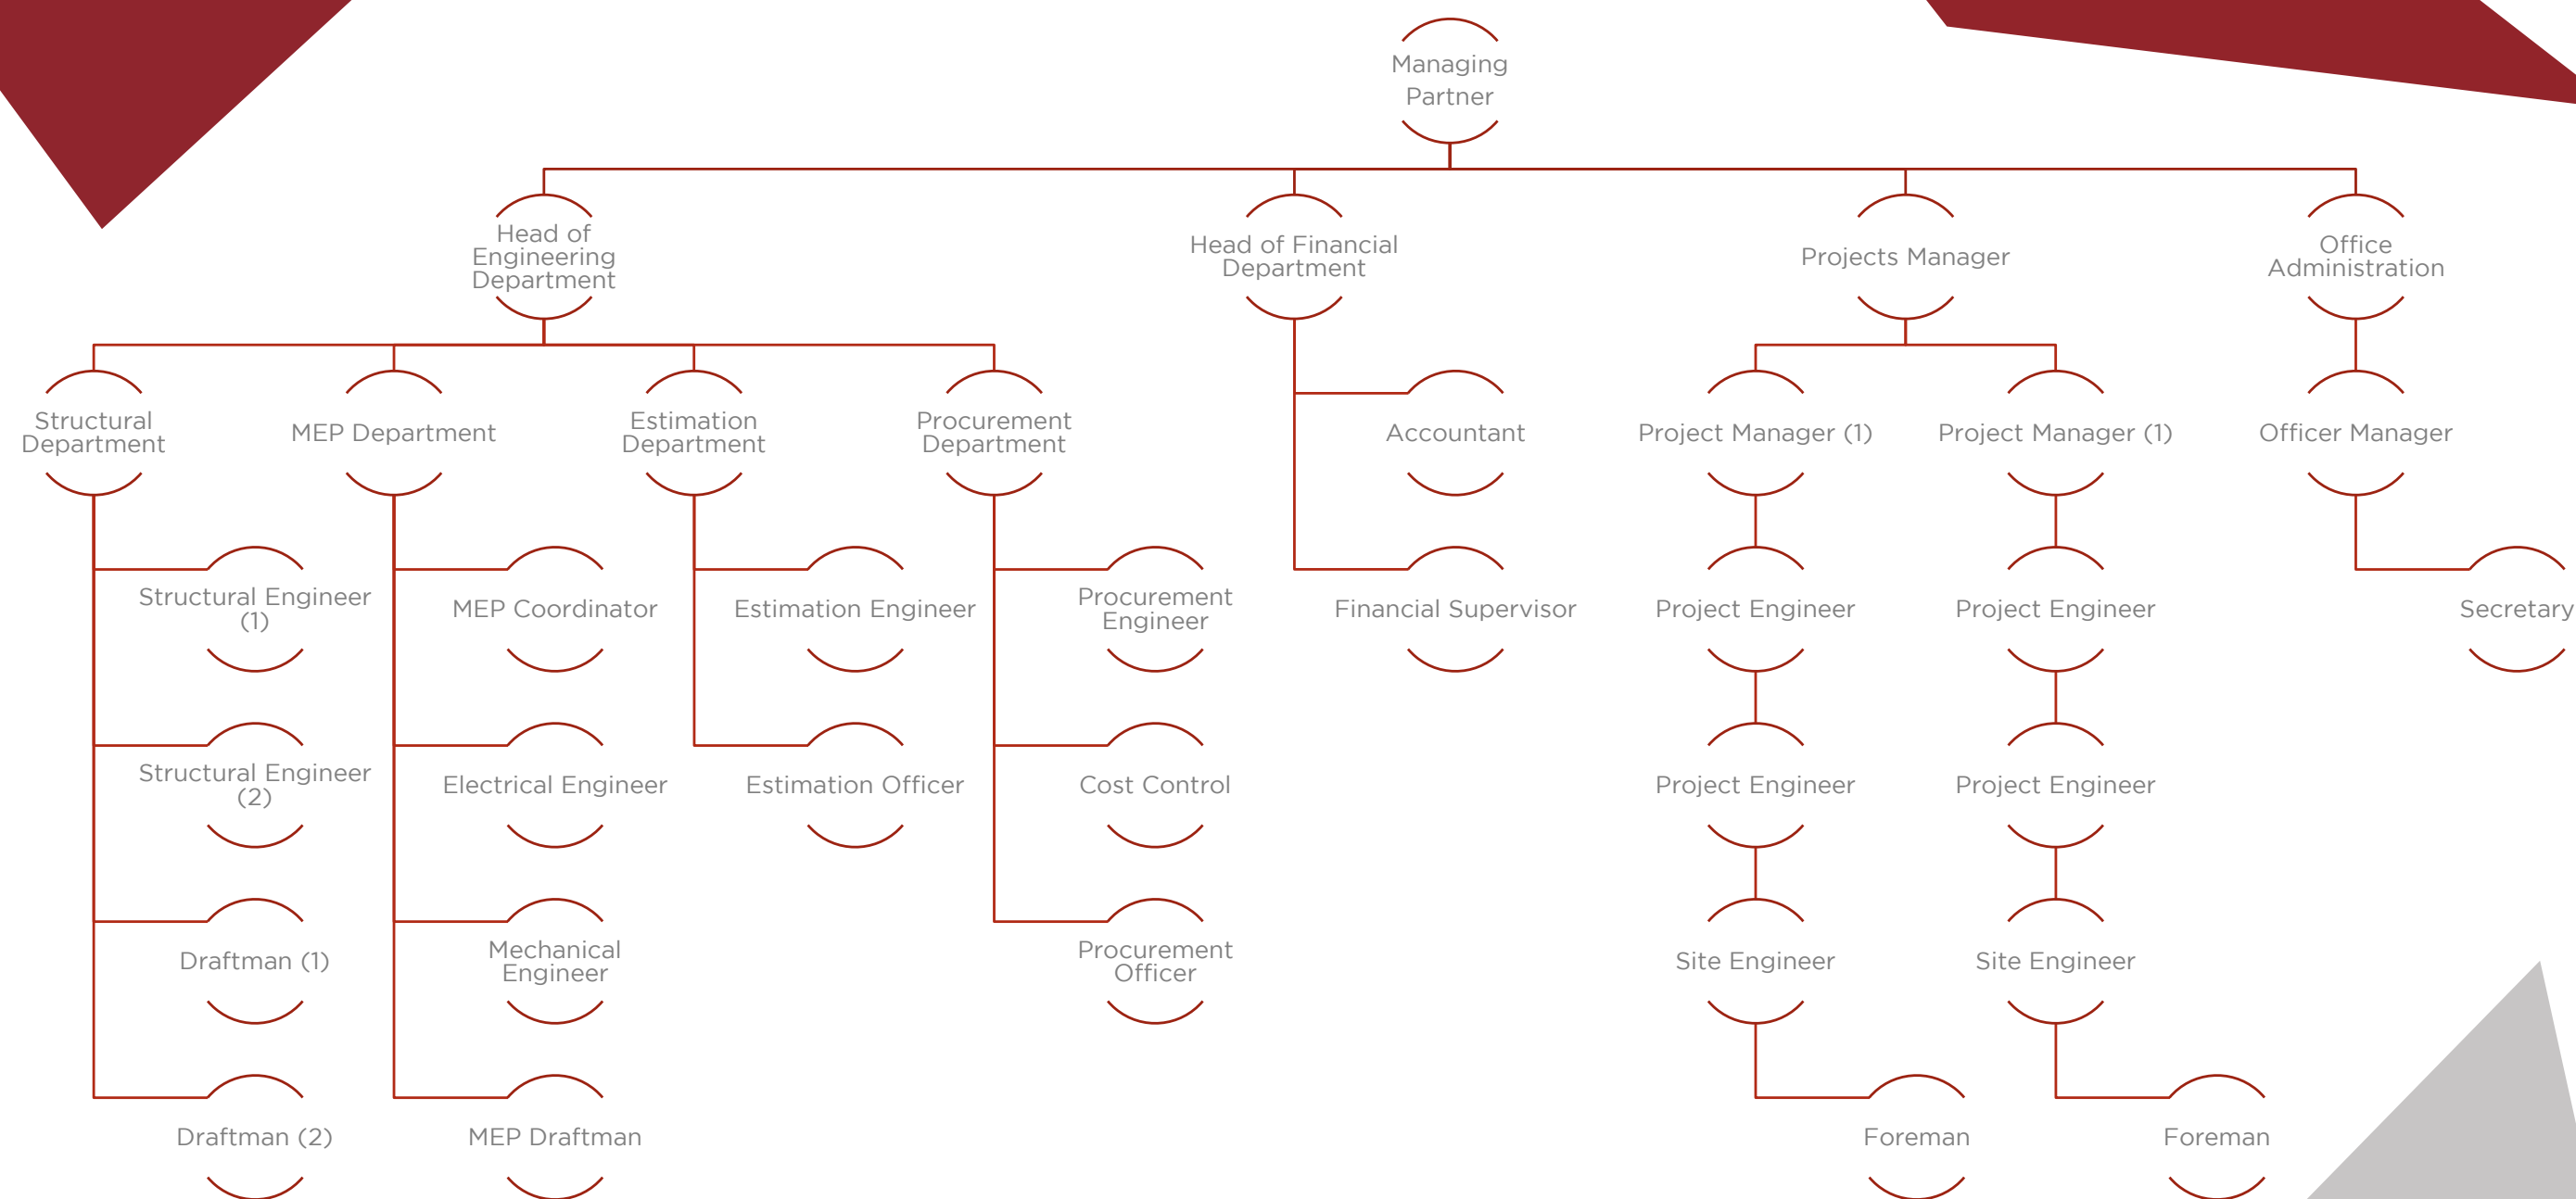 Managing
Partner
Head of
Engineering
Department
Head of Financial
Department
Projects Manager
Office
Administration
Structural
Department
MEP Department
Estimation
Department
Procurement
Department
Accountant
Project Manager (1)
Project Manager (1)
Officer Manager
Structural Engineer
(1)
MEP Coordinator
Estimation Engineer
Procurement
Engineer
Financial Supervisor
Project Engineer
Project Engineer
Secretary
Structural Engineer
(2)
Electrical Engineer
Estimation Officer
Cost Control
Project Engineer
Project Engineer
Draftman (1)
Mechanical
Engineer
Procurement
Officer
Site Engineer
Site Engineer
Draftman (2)
MEP Draftman
Foreman
Foreman